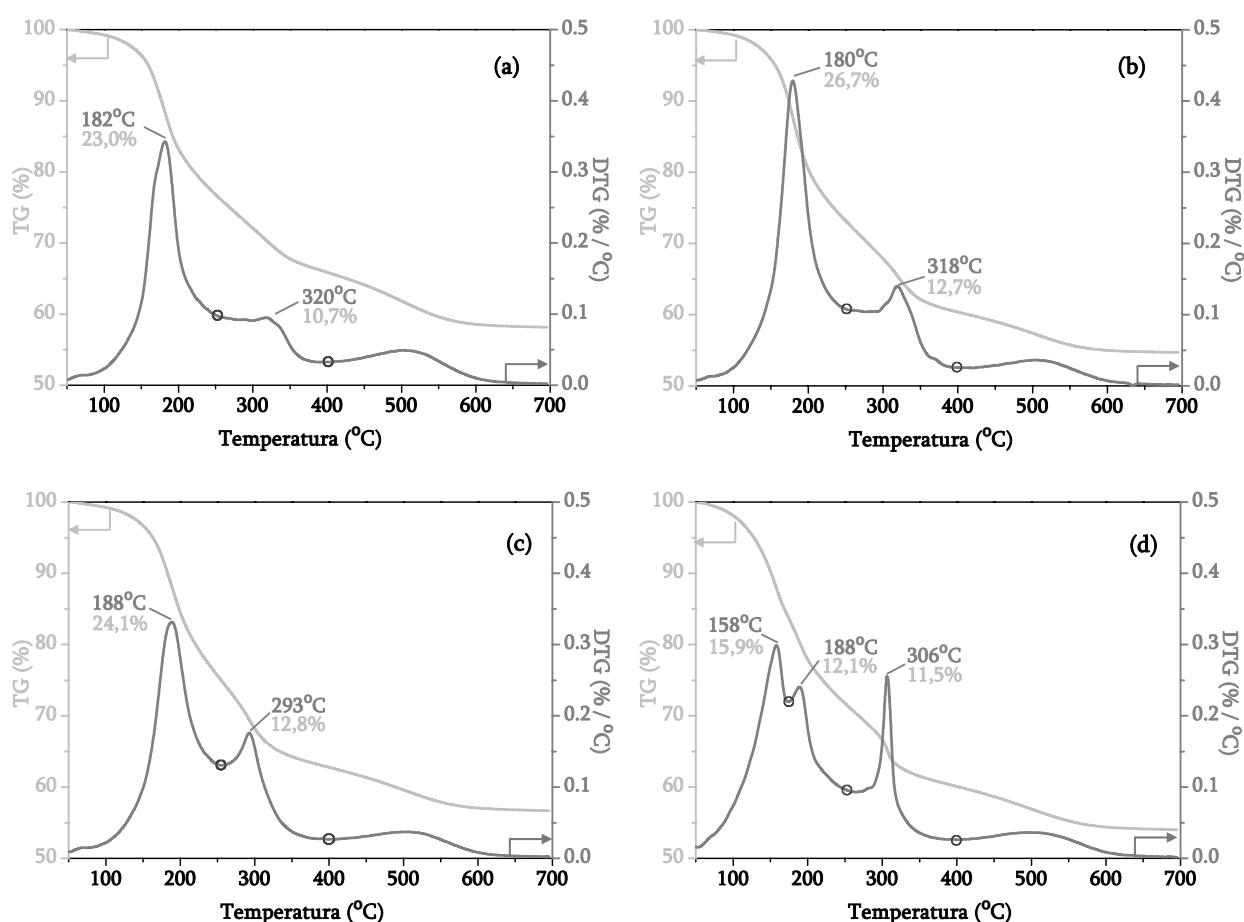 (a)
182°C
23,0%
320°C
10,7%
TG (%)
100
90
80
70
60
50
DTG (% / °C)
0.5
0.4
0.3
0.2
0.1
0.0
100 200 300 400 500 600 700
Temperatura (°C)
(b)
180°C
26,7%
318°C
12,7%
TG (%)
100
90
80
70
60
50
DTG (% / °C)
0.5
0.4
0.3
0.2
0.1
0.0
100 200 300 400 500 600 700
Temperatura (°C)
(c)
188°C
24,1%
293°C
12,8%
TG (%)
100
90
80
70
60
50
DTG (% / °C)
0.5
0.4
0.3
0.2
0.1
0.0
100 200 300 400 500 600 700
Temperatura (°C)
(d)
158°C
15,9%
188°C
12,1%
306°C
11,5%
TG (%)
100
90
80
70
60
50
DTG (% / °C)
0.5
0.4
0.3
0.2
0.1
0.0
100 200 300 400 500 600 700
Temperatura (°C)